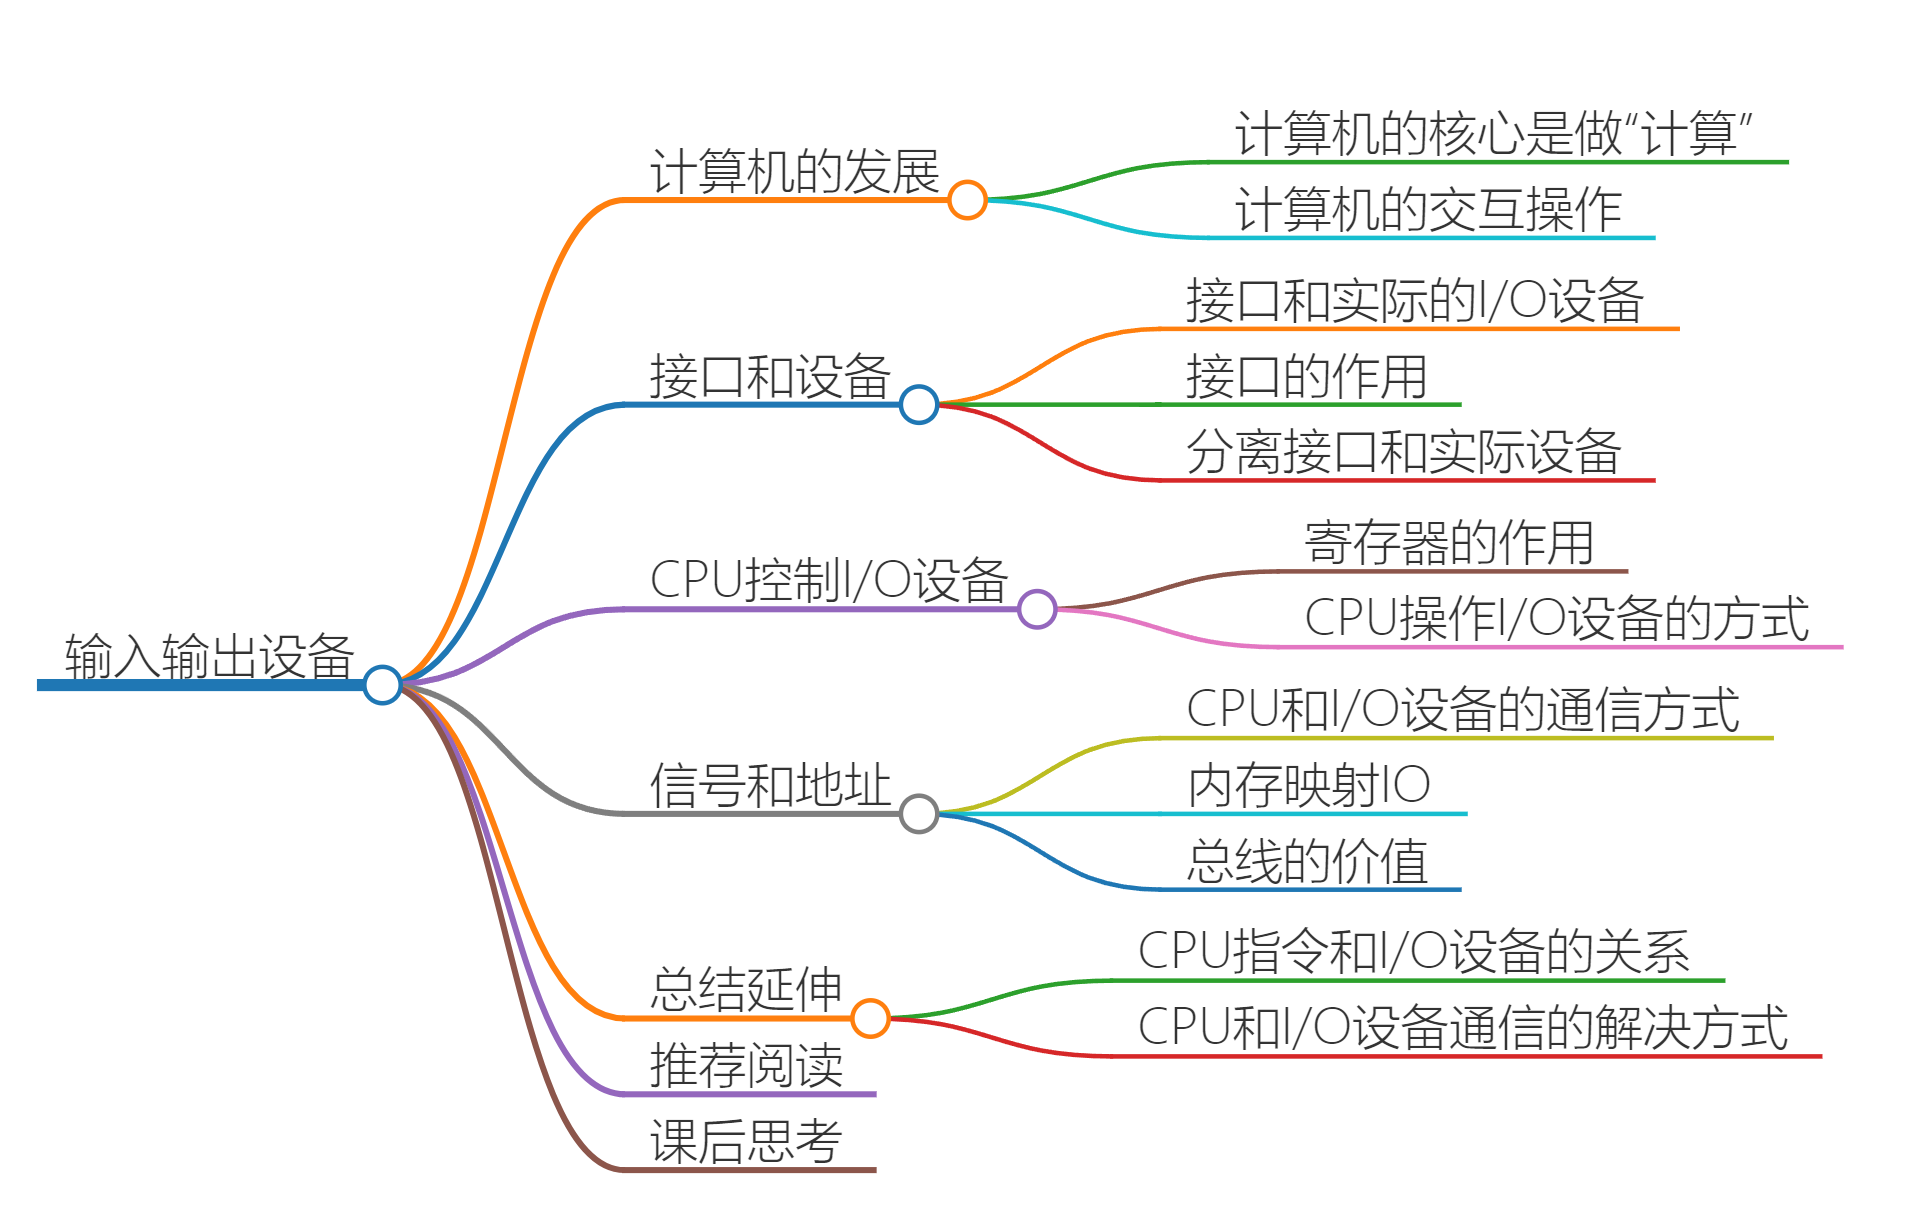 输入输出设备
计算机的发展
计算机的核心是做“计算”
计算机的交互操作
接口和设备
接口和实际的I/O设备
接口的作用
分离接口和实际设备
CPU控制I/O设备
寄存器的作用
CPU操作I/O设备的方式
信号和地址
CPU和I/O设备的通信方式
内存映射IO
总线的价值
总结延伸
CPU指令和I/O设备的关系
CPU和I/O设备通信的解决方式
推荐阅读
课后思考